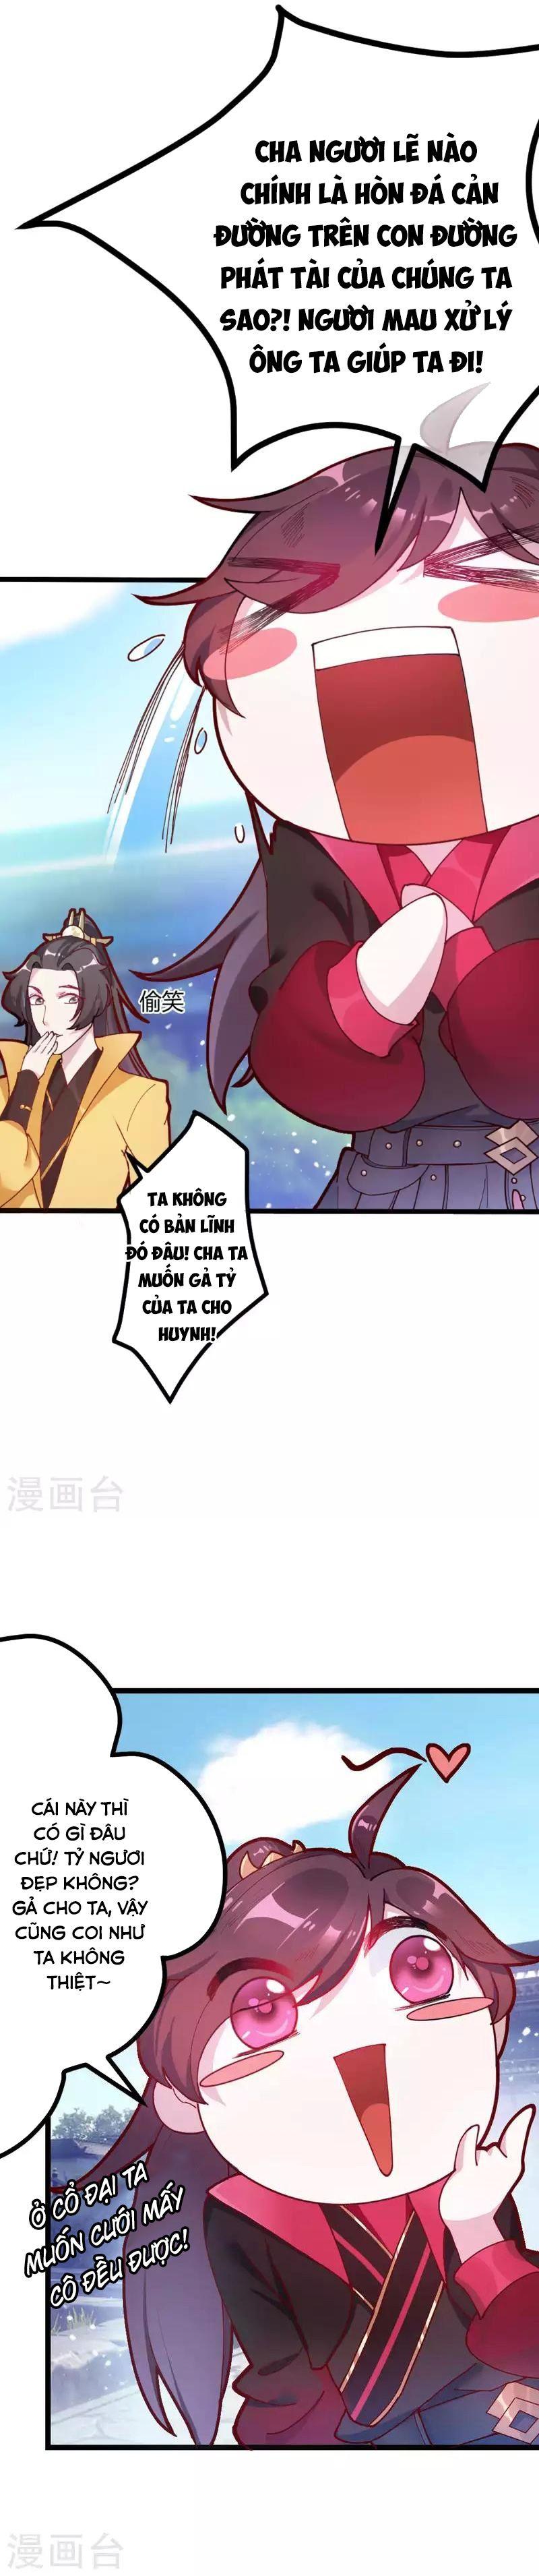 CHA NGƯƠI LẼ NÀO
CHÍNH LÀ HÒN ĐÁ CẢN
ĐƯỜNG TRÊN CON ĐƯỜNG
PHÁT TÀI CỦA CHÚNG TA
SAO?! NGƯƠI MAU XỬ LÝ
ÔNG TA GIÚP TA ĐI!
偷笑
TA KHÔNG
CÓ BẢN LĨNH
ĐÓ ĐÂU! CHA TA
MUỐN GẢ TỶ
CỦA TA CHO
HUYNH!
漫画台
CÁI NÀY THÌ
CÓ GÌ ĐÂU
CHỨ! TỶ NGƯƠI
ĐẸP KHÔNG?
GẢ CHO TA, VẬY
CŨNG COI NHƯ
TA KHÔNG
THIỆT~
Ở CỔ ĐẠI TA
MUỐN CƯỚI MẤY
CÔ ĐỀU ĐƯỢC!
漫画台